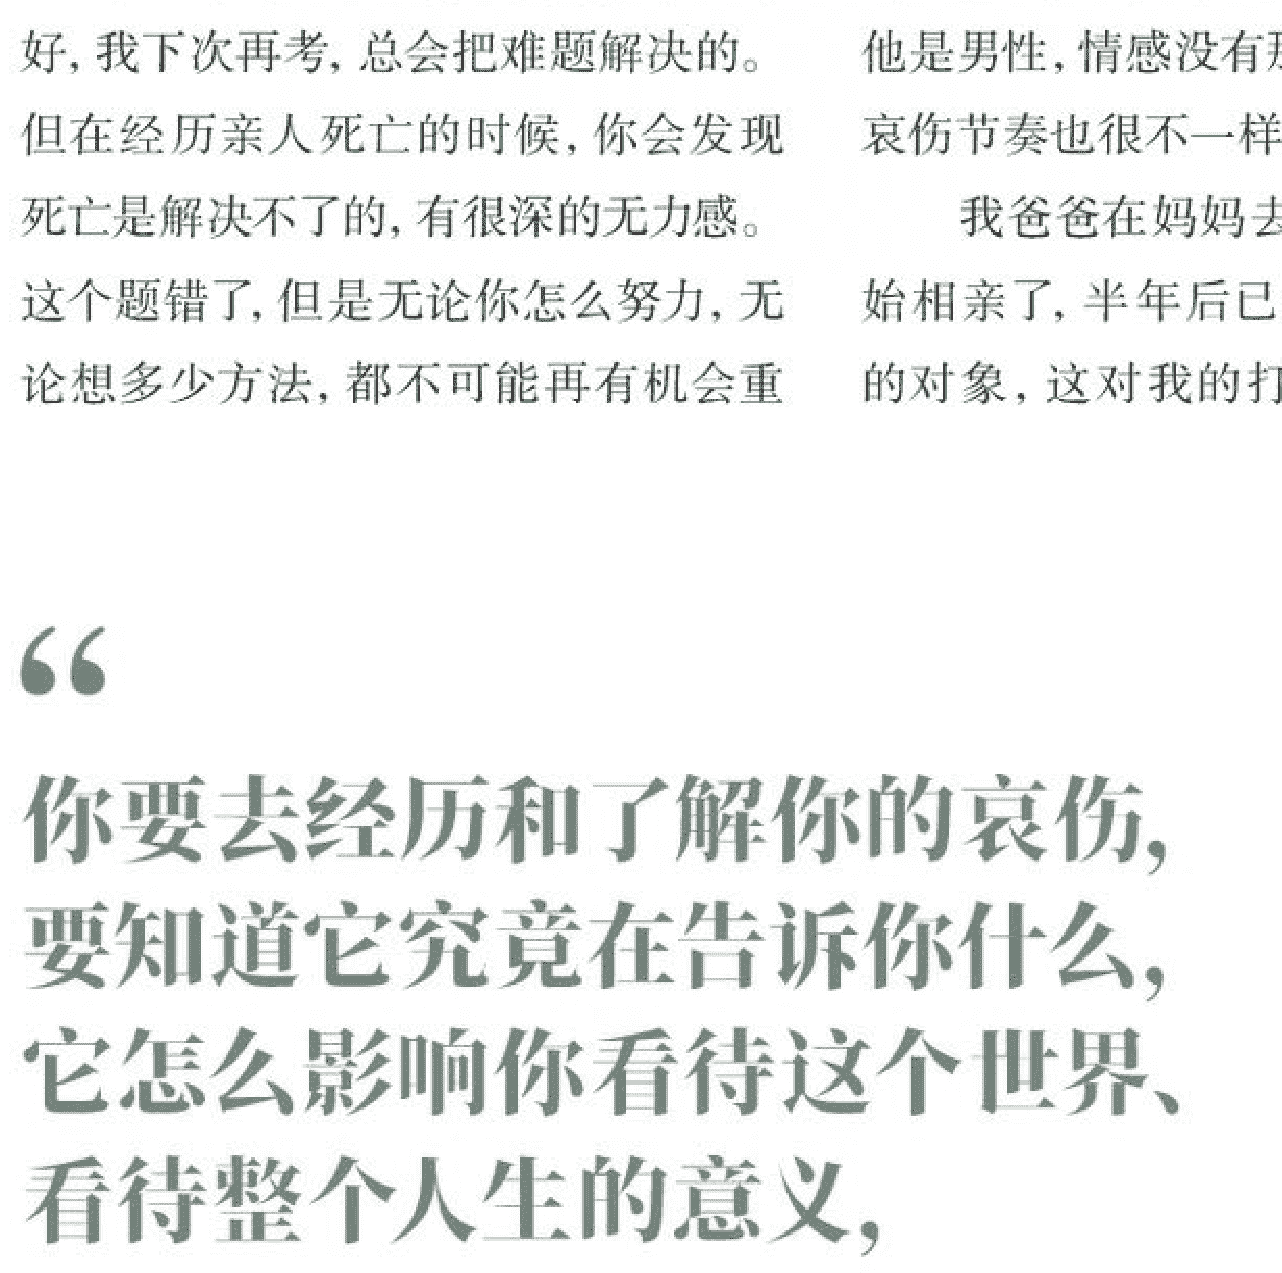 好，我下次再考，总会把难题解决的。
但在经历亲人死亡的时候，你会发现
死亡是解决不了的，有很深的无力感。
这个题错了，但是无论你怎么努力，无
论想多少方法，都不可能再有机会重
他是男性，情感没有
哀伤节奏也很不一样
我爸爸在妈妈去
始相亲了，半年后已
的对象，这对我的打
“
你要去经历和了解你的哀伤，
要知道它究竟在告诉你什么，
它怎么影响你看待这个世界、
看待整个人生的意义，